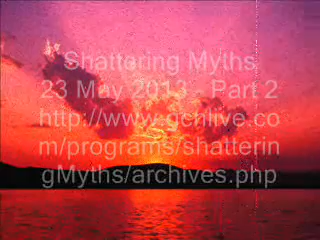 Shattering Myths
23 May 2013 - Part 2
http://www.gcnlive.co
m/programs/shatterin
gMyths/archives.php